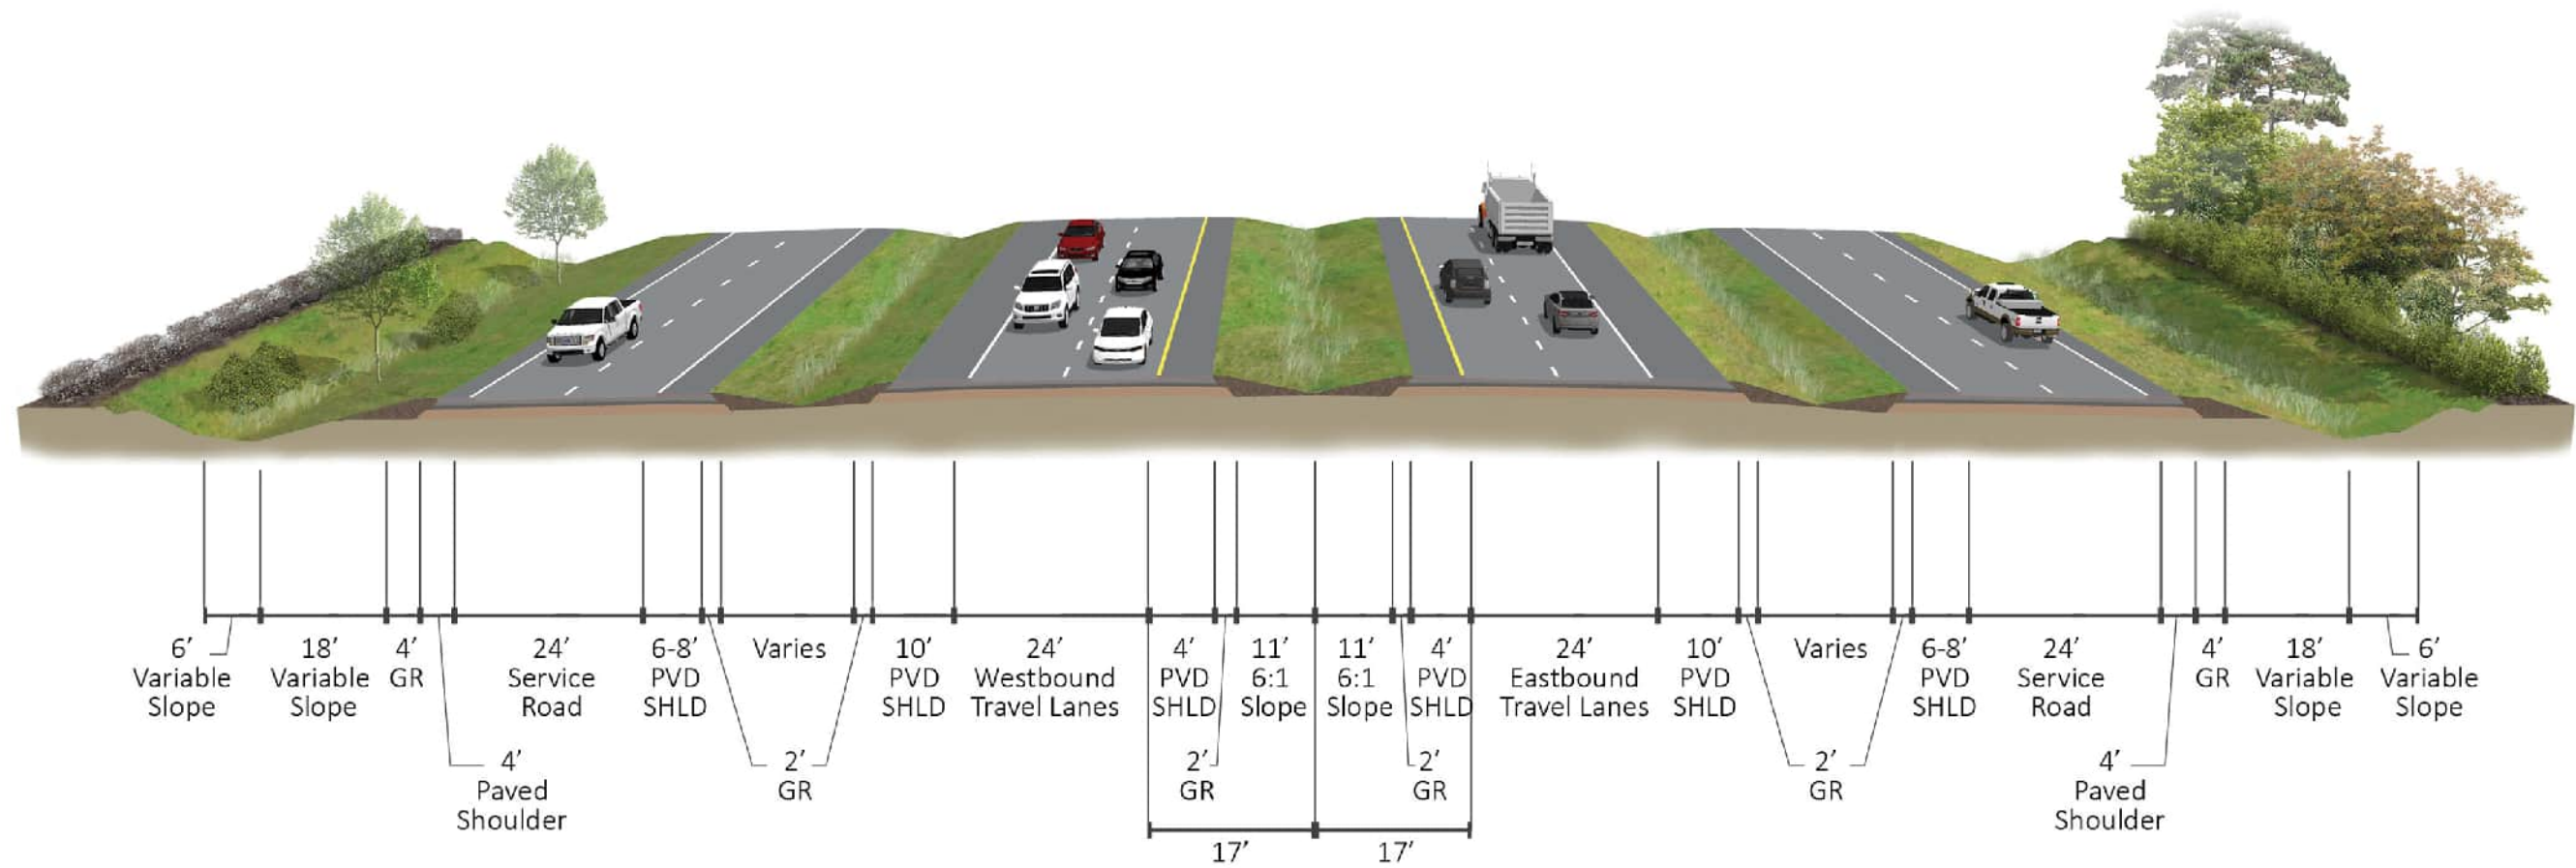 6′
Variable
Slope
18′
Variable
Slope
4′
GR
4′
Paved
Shoulder
24′
Service
Road
6-8′
PVD
SHLD
Varies
2′
GR
10′
PVD
SHLD
24′
Westbound
Travel Lanes
4′
PVD
SHLD
2′
GR
11′
6:1
Slope
11′
6:1
Slope
2′
GR
4′
PVD
SHLD
17′
17′
24′
Eastbound
Travel Lanes
10′
PVD
SHLD
Varies
2′
GR
6-8′
PVD
SHLD
24′
Service
Road
4′
Paved
Shoulder
4′
GR
18′
Variable
Slope
6′
Variable
Slope